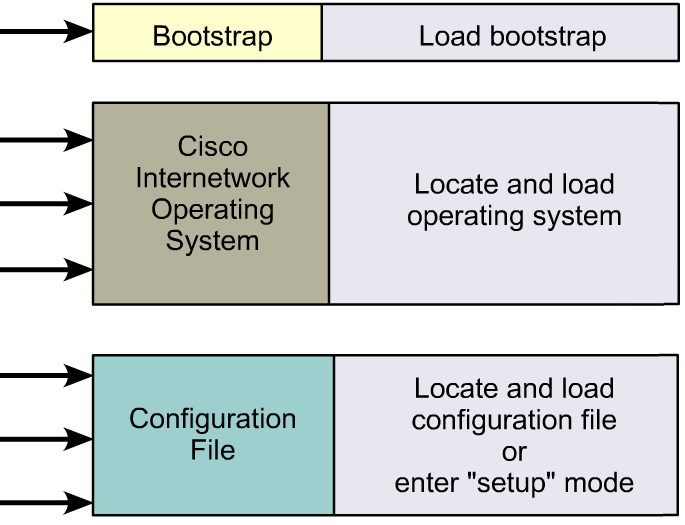 Bootstrap
Load bootstrap
Cisco
Internetwork
Operating
System
Locate and load
operating system
Configuration
File
Locate and load
configuration file
or
enter "setup" mode